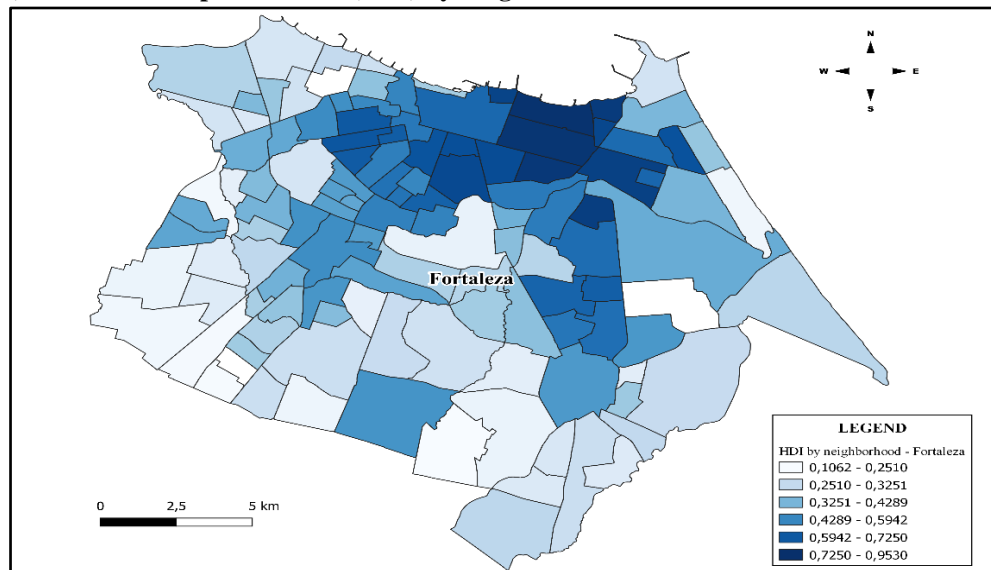 N
W E
S
Fortaleza
LEGEND
HDI by neighborhood - Fortaleza
0,1062 - 0,2510
0,2510 - 0,3251
0,3251 - 0,4289
0,4289 - 0,5942
0,5942 - 0,7250
0,7250 - 0,9530
0 2,5 5 km